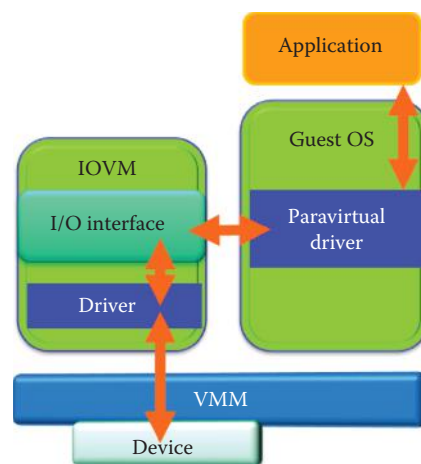 Application
Guest OS
IOVM
I/O interface
Paravirtual
driver
Driver
VMM
Device